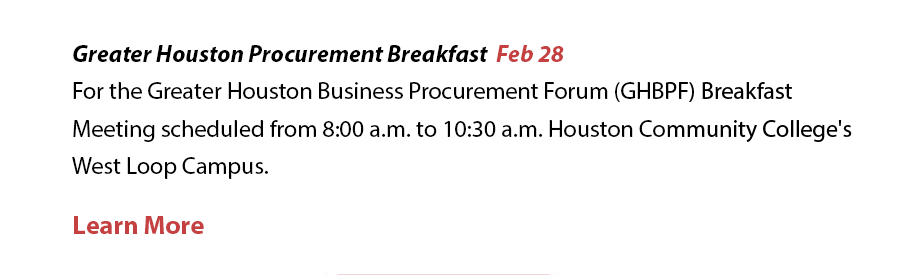 Greater Houston Procurement Breakfast Feb 28
For the Greater Houston Business Procurement Forum (GHBPF) Breakfast
Meeting scheduled from 8:00 a.m. to 10:30 a.m. Houston Community College's
West Loop Campus.
Learn More